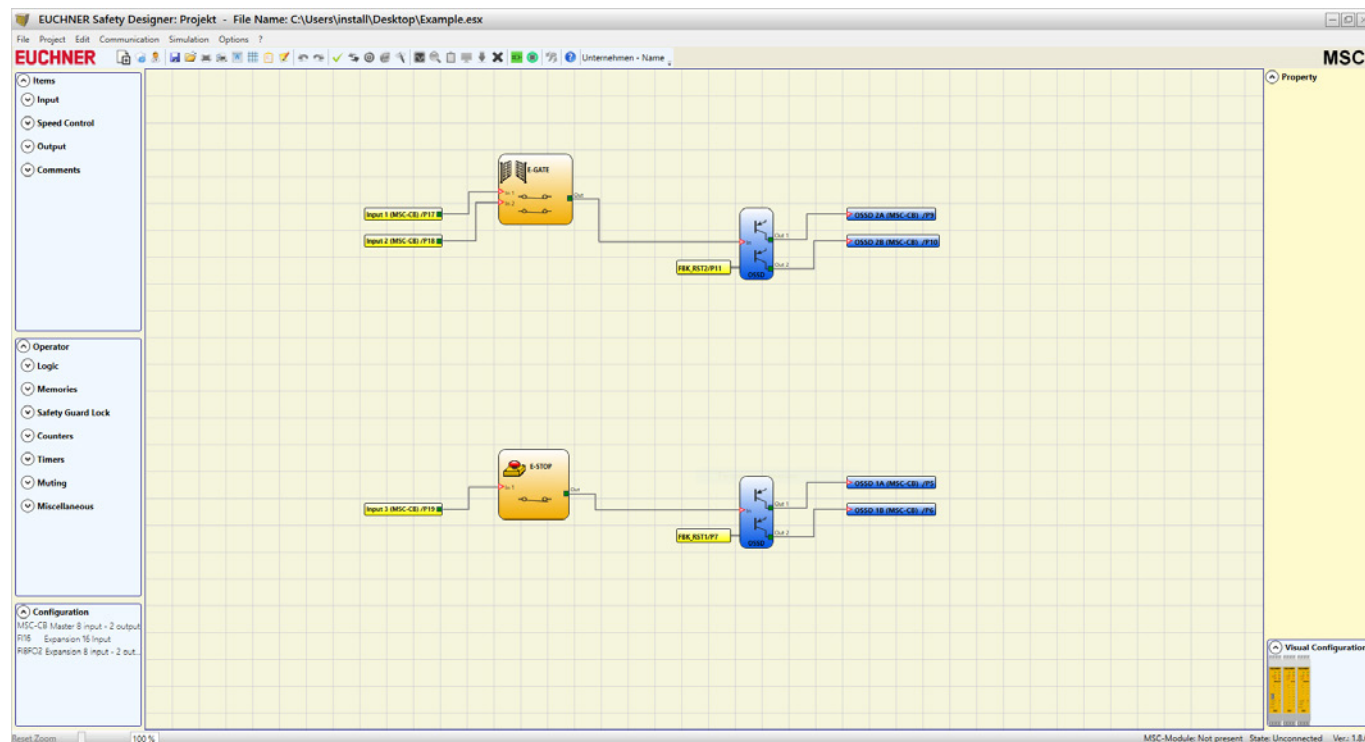 EUCHNER Safety Designer: Projekt - File Name: C:\Users\install\Desktop\Example.esx
File Project Edit Communication Simulation Options ?
EUCHNER
Unternehmen - Name
MSC
Items
Input
Speed Control
Output
Comments
Operator
Logic
Memories
Safety Guard Lock
Counters
Timers
Muting
Miscellaneous
Configuration
MSC-CB Master 8 input - 2 output
FI16 Expansion 16 Input
FI8FO2 Expansion 8 input - 2 out...
E-GATE
In 1
In 2
Out
Input 1 (MSC-CB) /P17
Input 2 (MSC-CB) /P18
In
Out 1
Out 2
OSSD
FBK_RST2/P11
OSSD 2A (MSC-CB) /P9
OSSD 2B (MSC-CB) /P10
E-STOP
In 1
Out
Input 3 (MSC-CB) /P19
In
Out 1
Out 2
OSSD
FBK_RST1/P7
OSSD 1A (MSC-CB) /P5
OSSD 1B (MSC-CB) /P6
Property
Visual Configuration
Reset Zoom
100 %
MSC-Module: Not present State: Unconnected Ver.: 1.8.